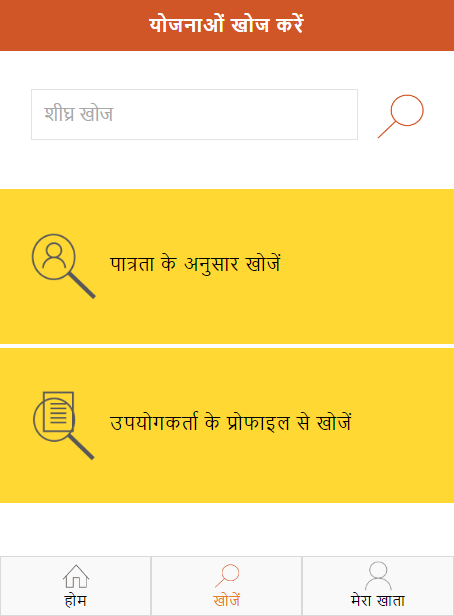 योजनाओं खोज करें
शीघ्र खोज
पात्रता के अनुसार खोजें
उपयोगकर्ता के प्रोफाइल से खोजें
होम
खोजें
मेरा खाता